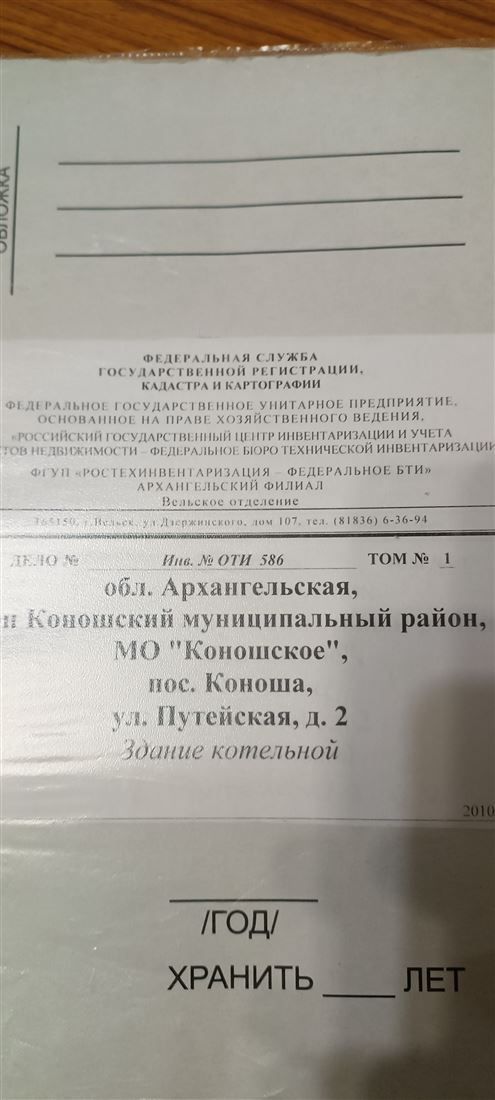 ОБЛОЖКА
ФЕДЕРАЛЬНАЯ СЛУЖБА
ГОСУДАРСТВЕННОЙ РЕГИСТРАЦИИ,
КАДАСТРА И КАРТОГРАФИИ
ФЕДЕРАЛЬНОЕ ГОСУДАРСТВЕННОЕ УНИТАРНОЕ ПРЕДПРИЯТИЕ,
ОСНОВАННОЕ НА ПРАВЕ ХОЗЯЙСТВЕННОГО ВЕДЕНИЯ,
«РОССИЙСКИЙ ГОСУДАРСТВЕННЫЙ ЦЕНТР ИНВЕНТАРИЗАЦИИ И УЧЕТА
ТОВ НЕДВИЖИМОСТИ – ФЕДЕРАЛЬНОЕ БЮРО ТЕХНИЧЕСКОЙ ИНВЕНТАРИЗАЦИИ
ФГУП «РОСТЕХИНВЕНТАРИЗАЦИЯ – ФЕДЕРАЛЬНОЕ БТИ»
АРХАНГЕЛЬСКИЙ ФИЛИАЛ
Вельское отделение
165150, г.Вельск, ул.Дзержинского, дом 107, тел. (81836) 6-36-94
ДЕЛО № Инв. № ОТИ 586 ТОМ № 1
обл. Архангельская,
н Коношский муниципальный район,
МО "Коношское",
пос. Коноша,
ул. Путейская, д. 2
Здание котельной
2010
/ГОД/
ХРАНИТЬ ____ ЛЕТ